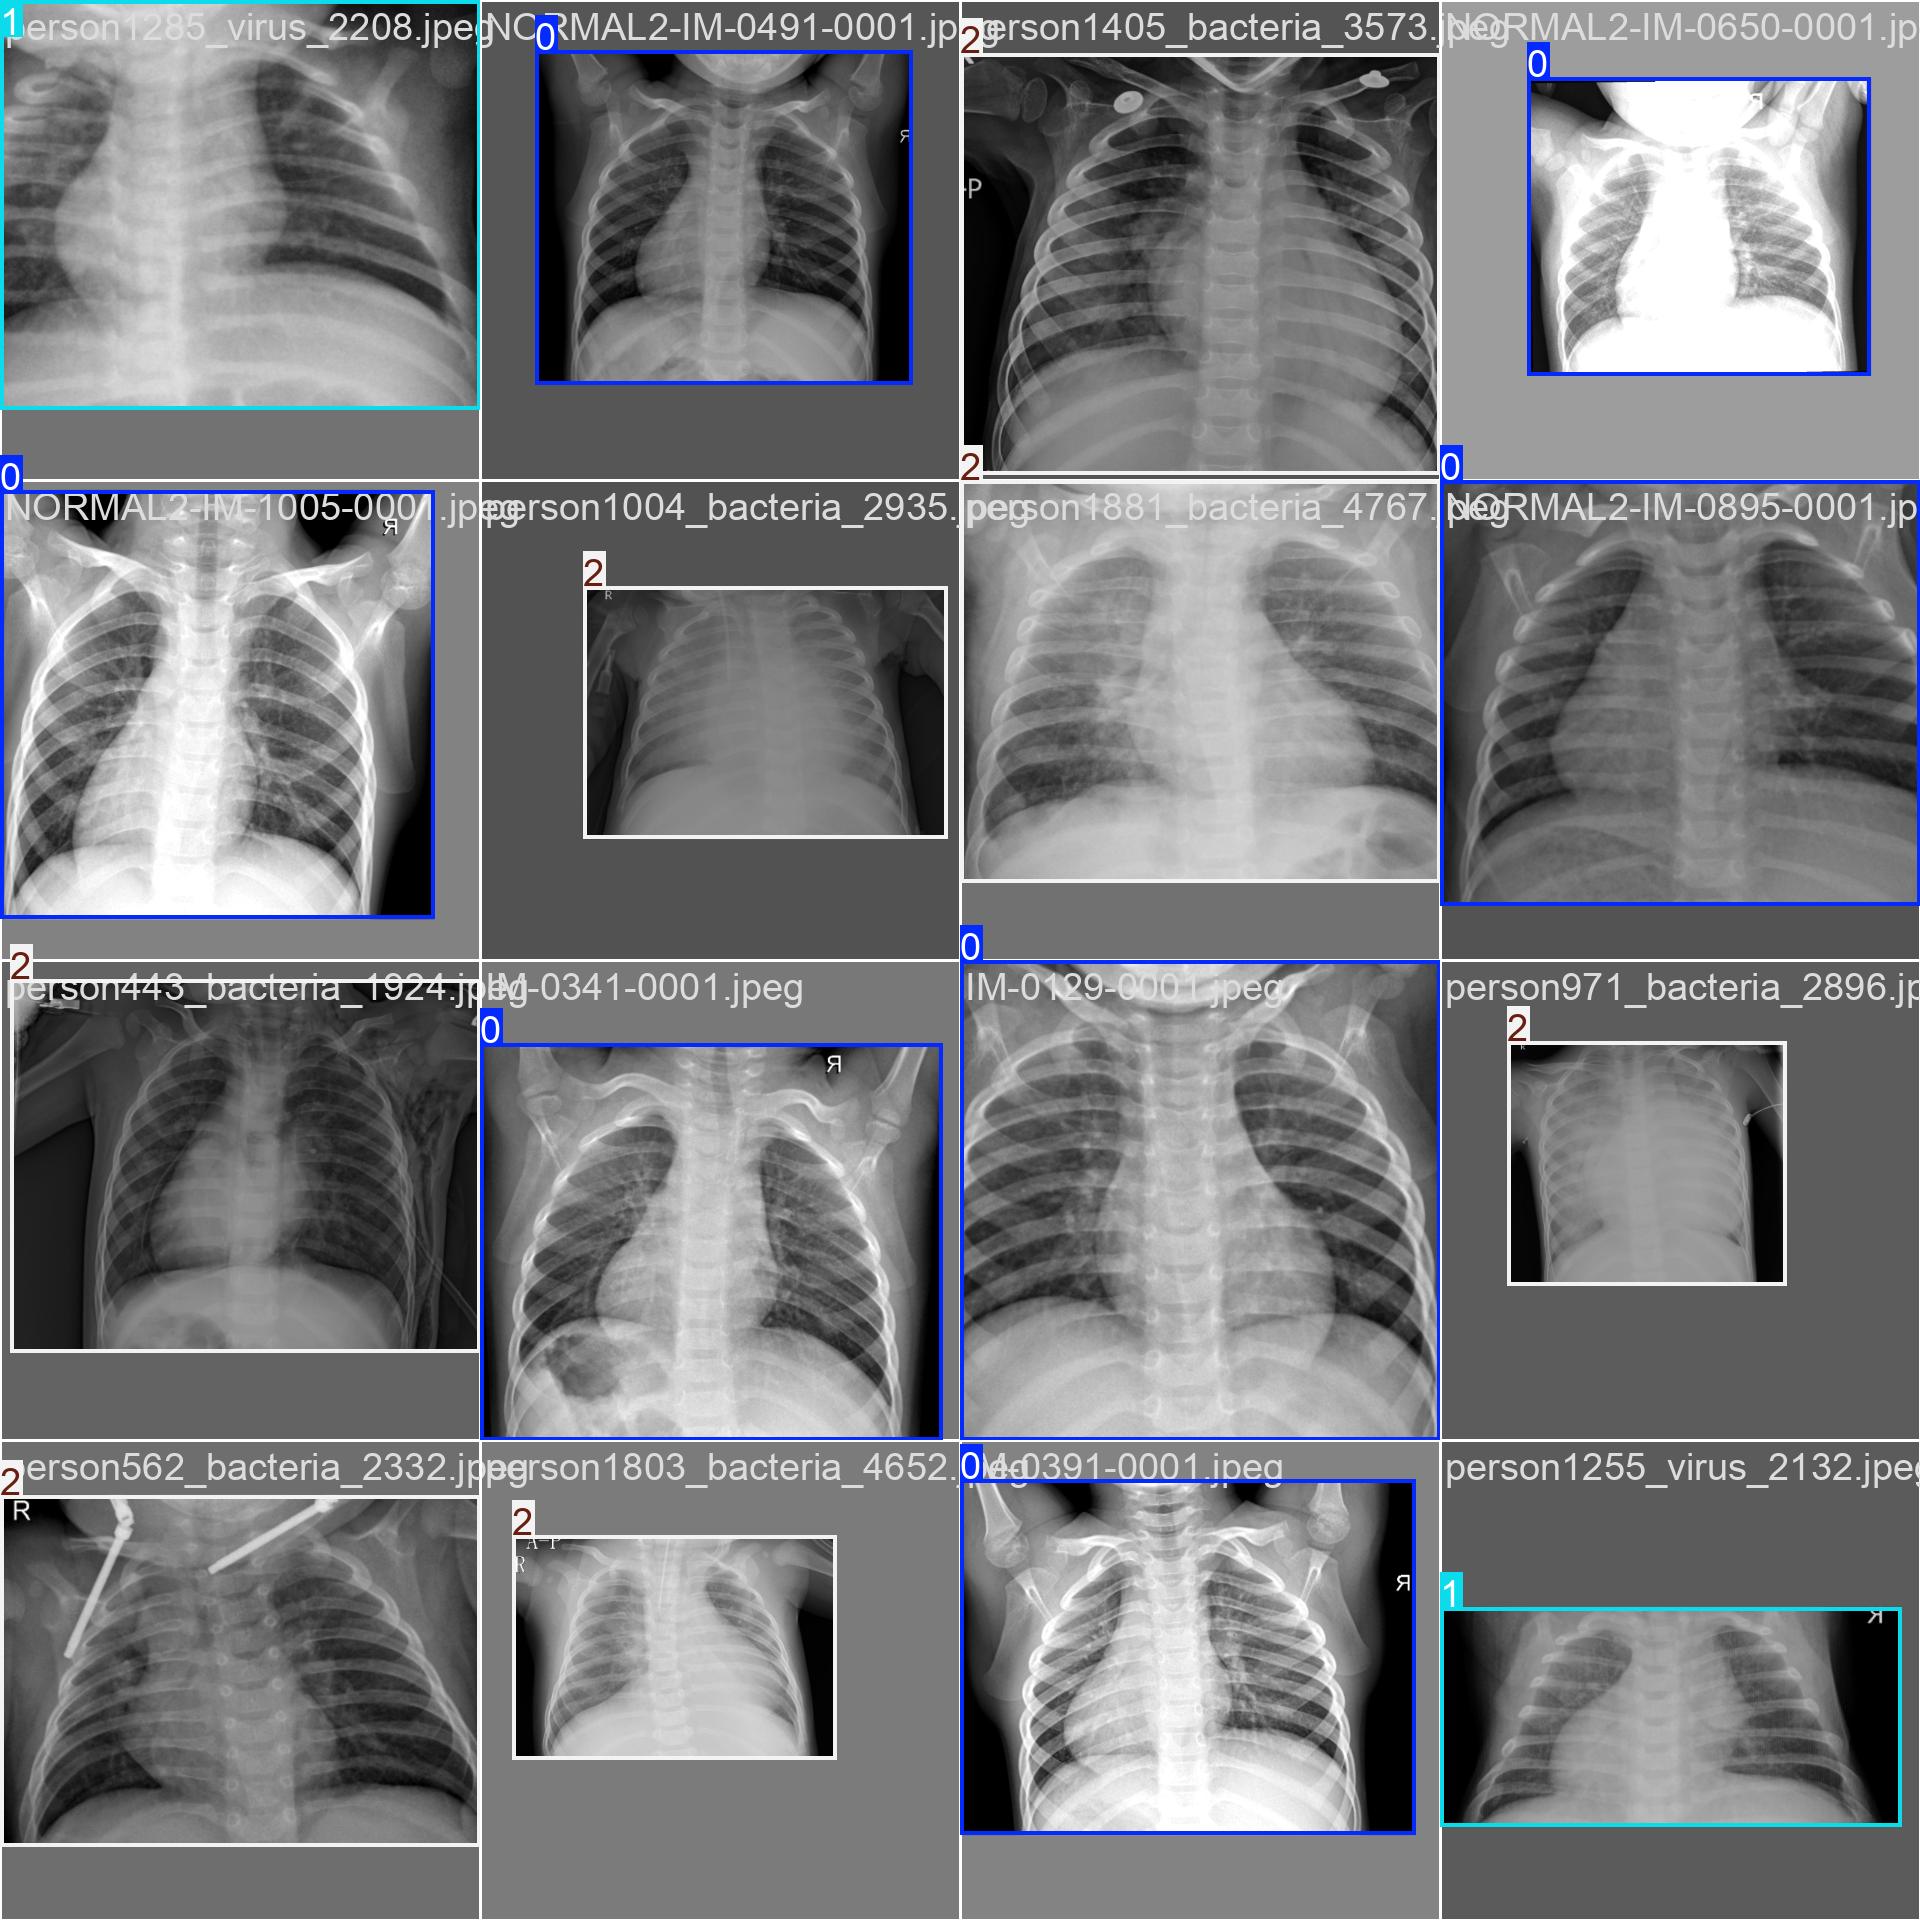 1
person1285_virus_2208.jpeg
0
NORMAL2-IM-0491-0001.jpeg
2
person1405_bacteria_3573.jpeg
-P
0
NORMAL2-IM-0650-0001.jp
R
0
NORMAL2-IM-1005-0001.jpeg
R
2
person1004_bacteria_2935.jpeg
R
2
person1881_bacteria_4767.jpeg
0
NORMAL2-IM-0895-0001.jp
2
person443_bacteria_1924.jpeg
0
IM-0341-0001.jpeg
R
0
IM-0129-0001.jpeg
2
person971_bacteria_2896.jp
2
person562_bacteria_2332.jpeg
R
2
person1803_bacteria_4652.jpeg
A-P
R
0
IM-0391-0001.jpeg
R
1
person1255_virus_2132.jpeg
R